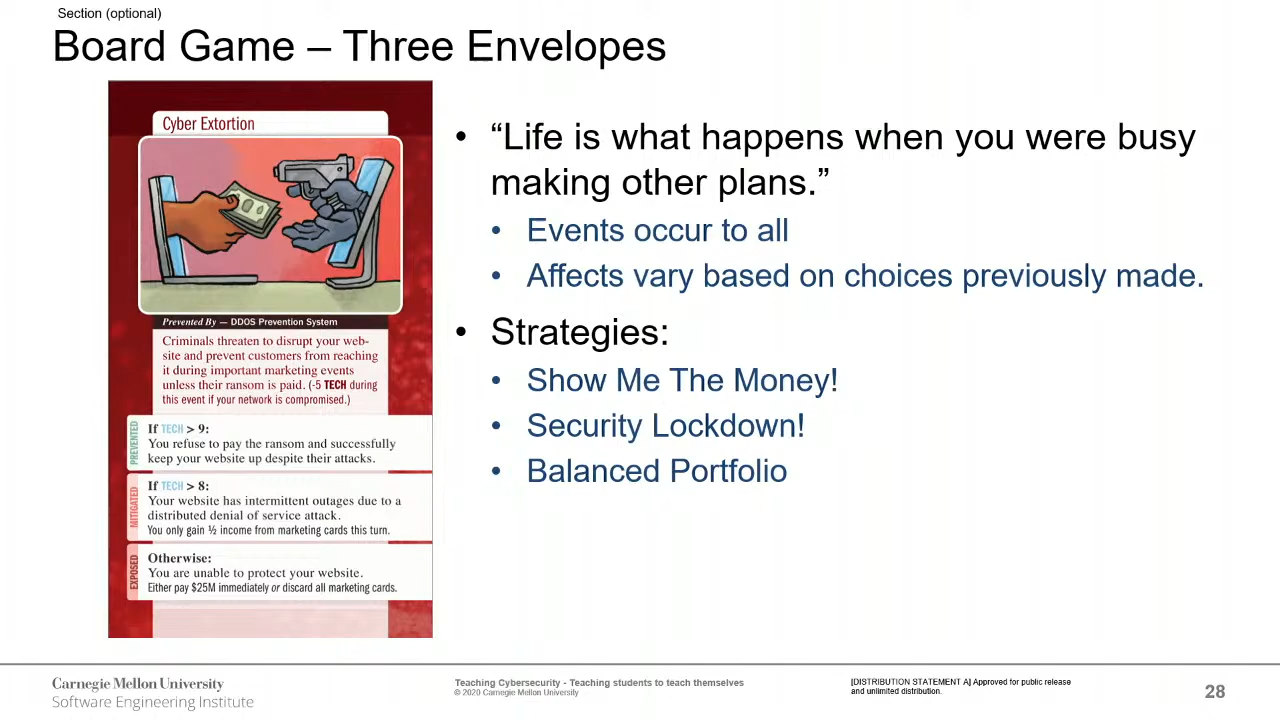 Section (optional)
Board Game – Three Envelopes
Cyber Extortion
Prevented By — DDOS Prevention System
Criminals threaten to disrupt your web-
site and prevent customers from reaching
it during important marketing events
unless their ransom is paid. (-5 TECH during
this event if your network is compromised.)
PREVENTED
If TECH > 9:
You refuse to pay the ransom and successfully
keep your website up despite their attacks.
MITIGATED
If TECH > 8:
Your website has intermittent outages due to a
distributed denial of service attack.
You only gain ½ income from marketing cards this turn.
EXPOSED
Otherwise:
You are unable to protect your website.
Either pay $25M immediately or discard all marketing cards.
• “Life is what happens when you were busy
making other plans.”
• Events occur to all
• Affects vary based on choices previously made.
• Strategies:
• Show Me The Money!
• Security Lockdown!
• Balanced Portfolio
Carnegie Mellon University
Software Engineering Institute
Teaching Cybersecurity - Teaching students to teach themselves
© 2020 Carnegie Mellon University
[DISTRIBUTION STATEMENT A] Approved for public release
and unlimited distribution.
28